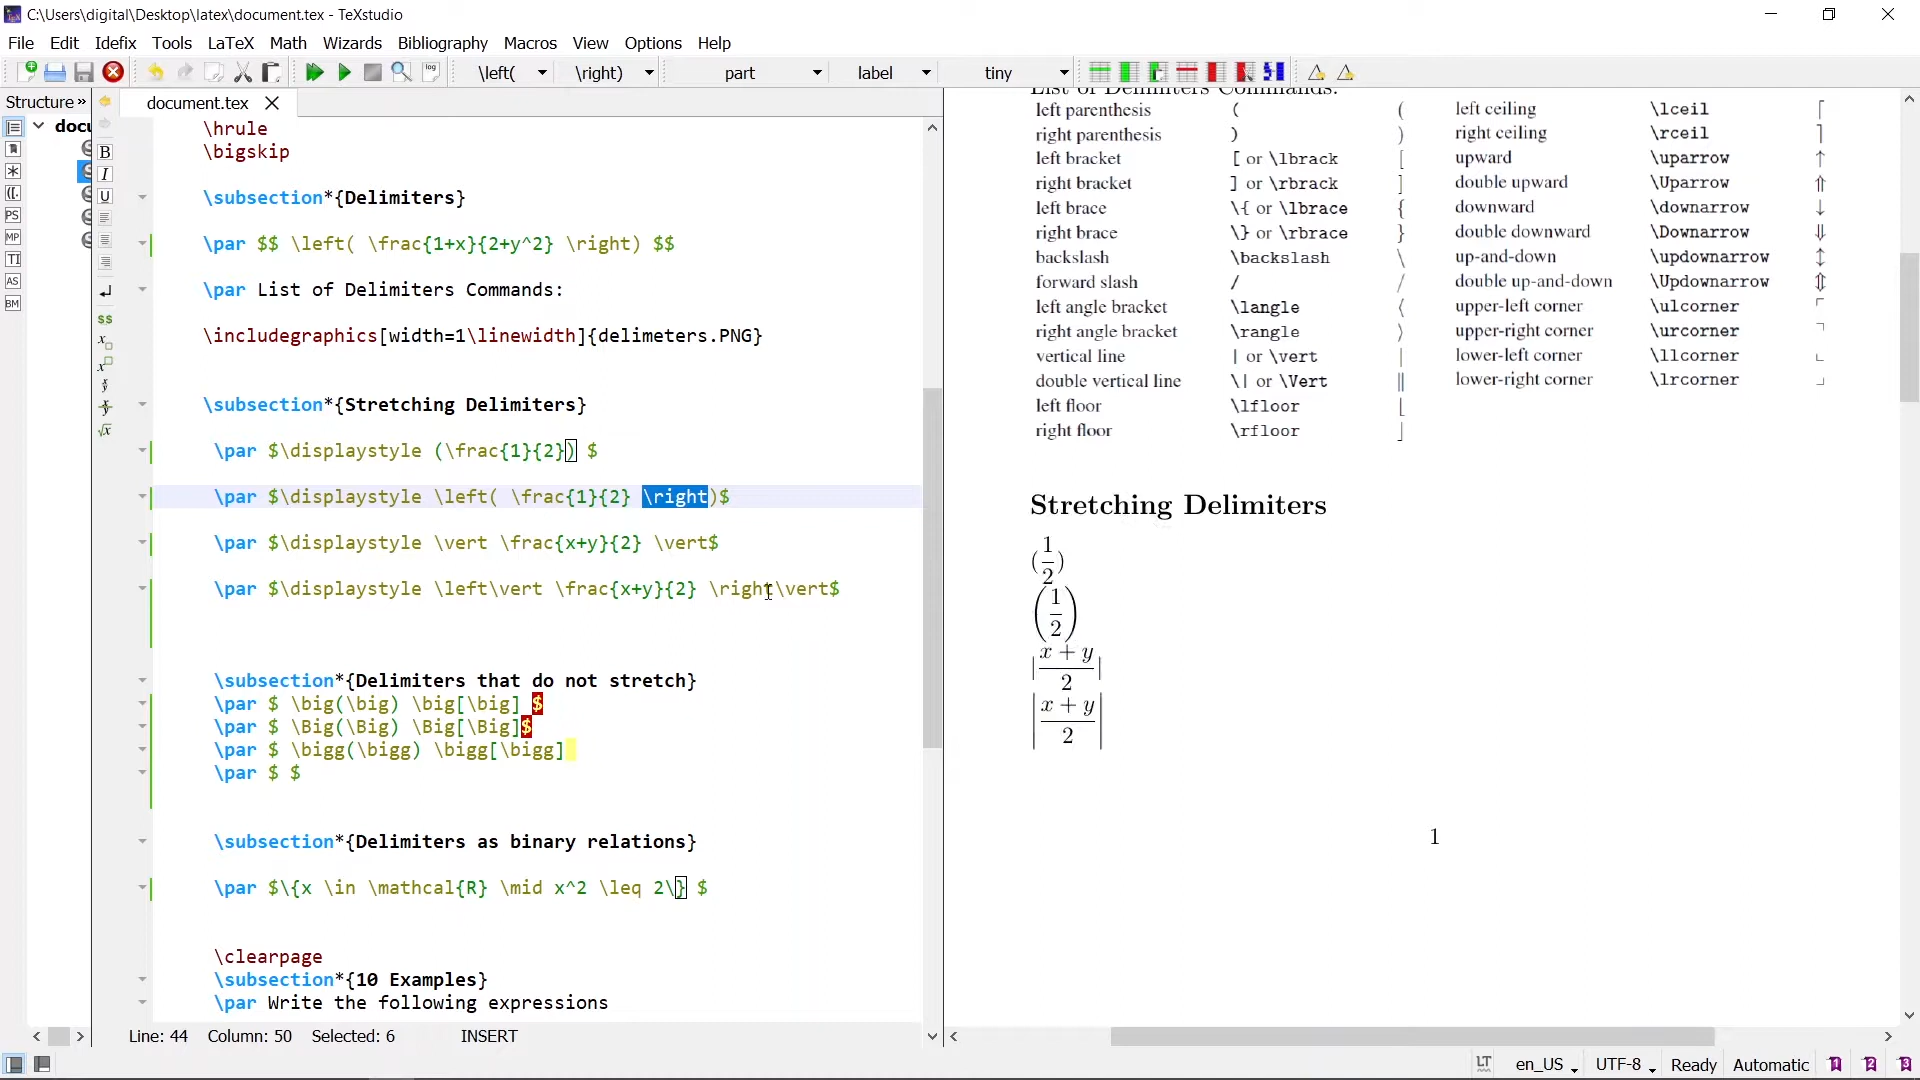 C:\Users\digital\Desktop\latex\document.tex - TeXstudio
File Edit Idefix Tools LaTeX Math Wizards Bibliography Macros View Options Help
\left( \right) part label tiny
Structure
document.tex
docu
\hrule
\bigskip
\subsection*{Delimiters}
\par $$ \left( \frac{1+x}{2+y^2} \right) $$
\par List of Delimiters Commands:
\includegraphics[width=1\linewidth]{delimeters.PNG}
\subsection*{Stretching Delimiters}
\par $\displaystyle (\frac{1}{2}) $
\par $\displaystyle \left( \frac{1}{2} \right)$
\par $\displaystyle \vert \frac{x+y}{2} \vert$
\par $\displaystyle \left\vert \frac{x+y}{2} \right\vert$
\subsection*{Delimiters that do not stretch}
\par $ \big(\big) \big[\big] $
\par $ \Big(\Big) \Big[\Big]$
\par $ \bigg(\bigg) \bigg[\bigg]
\par $ $
\subsection*{Delimiters as binary relations}
\par $\{x \in \mathcal{R} \mid x^2 \leq 2\} $
\clearpage
\subsection*{10 Examples}
\par Write the following expressions
List of Delimiters Commands:
left parenthesis ( ( left ceiling \lceil ⌈
right parenthesis ) ) right ceiling \rceil ⌉
left bracket [ or \lbrack [ upward \uparrow ↑
right bracket ] or \rbrack ] double upward \Uparrow ⇑
left brace \{ or \lbrace { downward \downarrow ↓
right brace \} or \rbrace } double downward \Downarrow ⇓
backslash \backslash \ up-and-down \updownarrow ↕
forward slash / / double up-and-down \Updownarrow ⇕
left angle bracket \langle ⟨ upper-left corner \ulcorner ⌜
right angle bracket \rangle ⟩ upper-right corner \urcorner ⌝
vertical line | or \vert | lower-left corner \llcorner ⌞
double vertical line \| or \Vert ‖ lower-right corner \lrcorner ⌟
left floor \lfloor ⌊
right floor \rfloor ⌋
Stretching Delimiters
(1/2)
(1/2)
|x + y/2|
|x + y/2|
1
Line: 44 Column: 50 Selected: 6 INSERT
en_US UTF-8 Ready Automatic